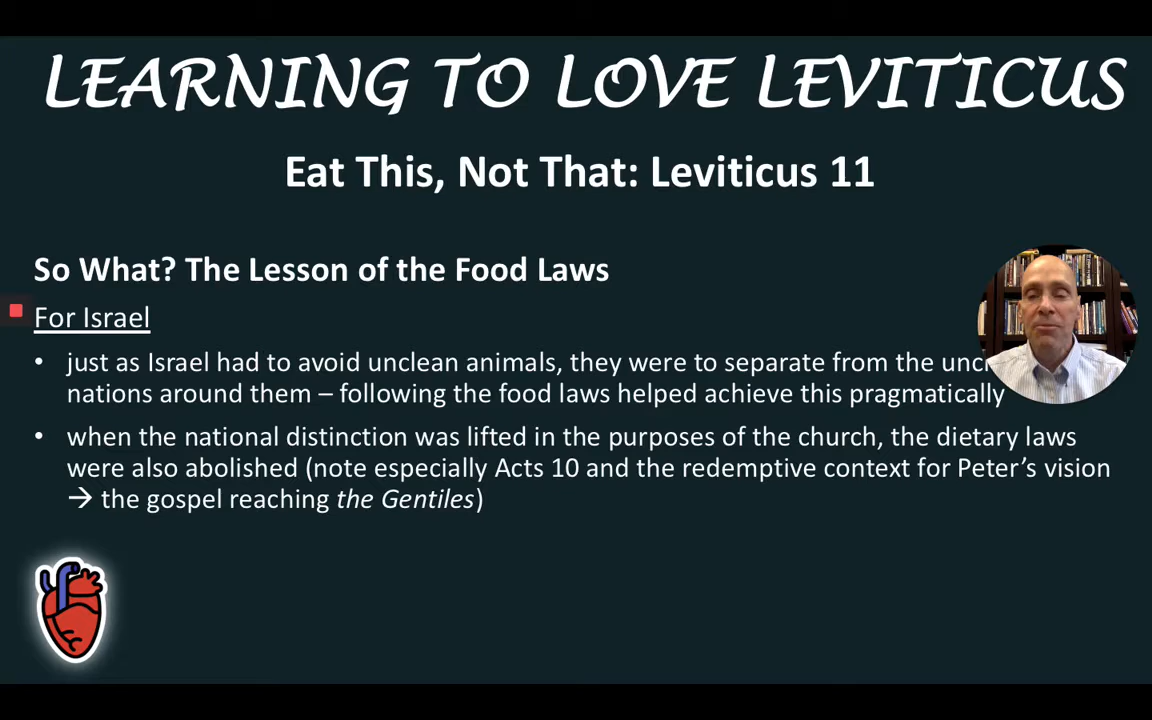 LEARNING TO LOVE LEVITICUS
Eat This, Not That: Leviticus 11
So What? The Lesson of the Food Laws
For Israel
• just as Israel had to avoid unclean animals, they were to separate from the
nations around them – following the food laws helped achieve this pragmatically
• when the national distinction was lifted in the purposes of the church, the dietary laws
were also abolished (note especially Acts 10 and the redemptive context for Peter’s vision
→ the gospel reaching the Gentiles)